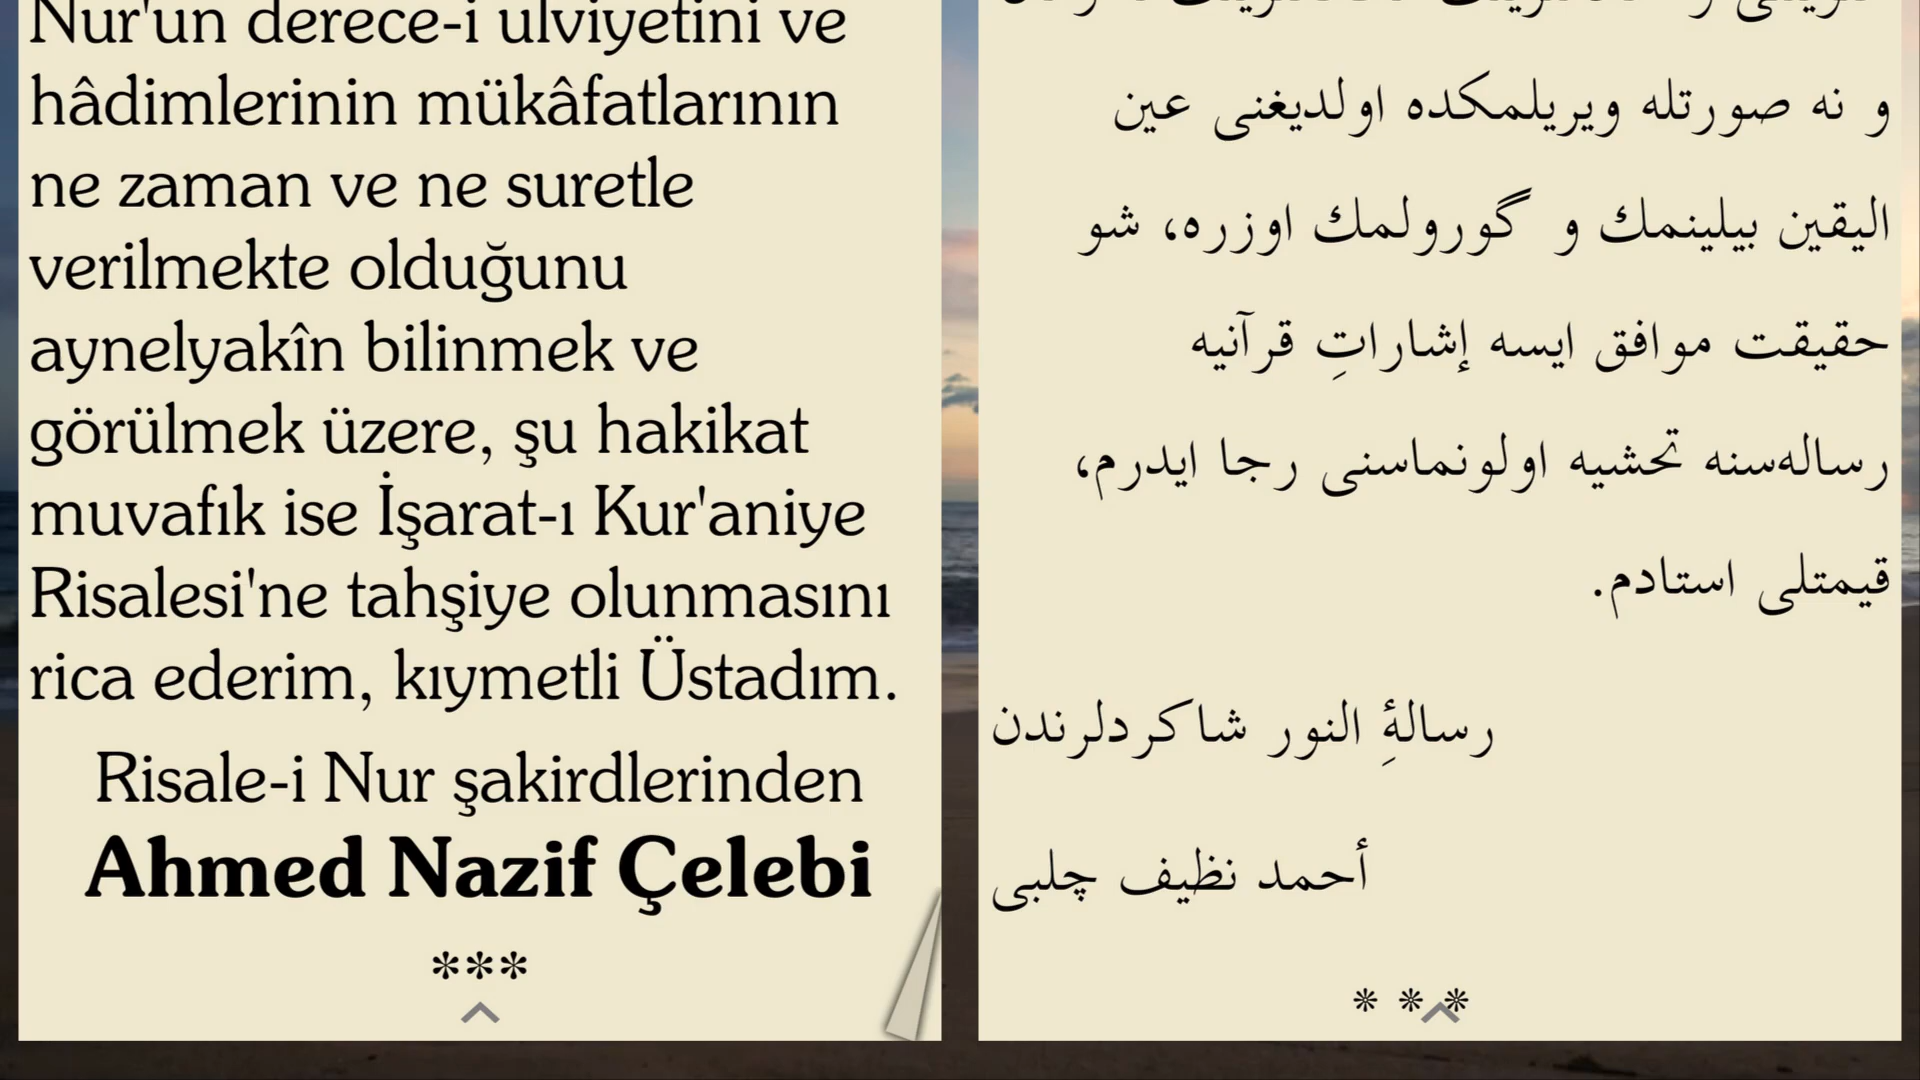 Nur'un derece-i ulviyetini ve
hâdimlerinin mükâfatlarının
ne zaman ve ne suretle
verilmekte olduğunu
aynelyakîn bilinmek ve
görülmek üzere, şu hakikat
muvafık ise İşarat-ı Kur'aniye
Risalesi'ne tahşiye olunmasını
rica ederim, kıymetli Üstadım.
Risale-i Nur şakirdlerinden
Ahmed Nazif Çelebi
***
و نه صورتله ويريلمكده اولديغنى عين
اليقين بيلينمك و گورولمك اوزره، شو
حقيقت موافق ايسه إشاراتِ قرآنيه
رساله‌سنه تحشيه اولونماسنى رجا ايدرم،
قيمتلى استادم.
رسالۀِ النور شاكردلرندن
أحمد نظيف چلبى
* * *